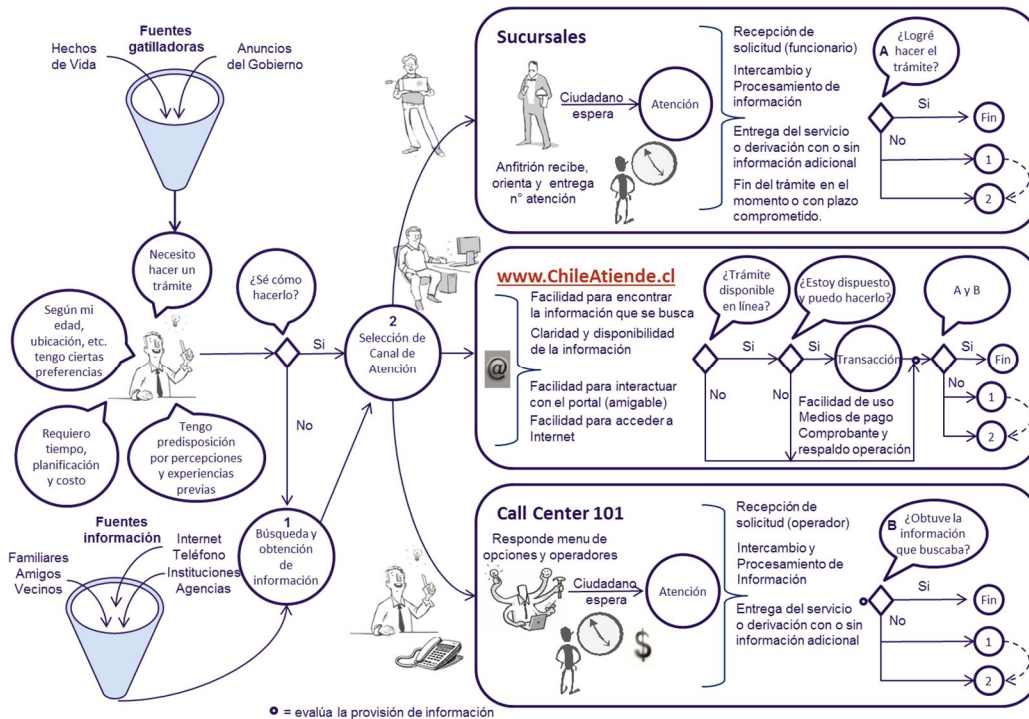 Fuentes
gatilladoras
Hechos
de Vida
Anuncios
del Gobierno
Necesito
hacer un
trámite
Según mi
edad,
ubicación, etc.
tengo ciertas
preferencias
Requiero
tiempo,
planificación
y costo
Tengo
predisposición
por percepciones
y experiencias
previas
¿Sé cómo
hacerlo?
Si
No
2
Selección de
Canal de
Atención
1
Búsqueda y
obtención
de
información
Fuentes
información
Familiares
Amigos
Vecinos
Internet
Teléfono
Instituciones
Agencias
Sucursales
Ciudadano
espera
Atención
Anfitrión recibe,
orienta y entrega
n° atención
Recepción de
solicitud (funcionario)
Intercambio y
Procesamiento de
información
Entrega del servicio
o derivación con o sin
información adicional
Fin del trámite en el
momento o con plazo
comprometido.
A
¿Logré
hacer el
trámite?
Si
Fin
No
1
2
www.ChileAtiende.cl
@
Facilidad para encontrar
la información que se busca
Claridad y disponibilidad
de la información
Facilidad para interactuar
con el portal (amigable)
Facilidad para acceder a
Internet
¿Trámite
disponible
en línea?
¿Estoy dispuesto
y puedo hacerlo?
A y B
Si
Si
Transacción
Si
Fin
No
No
No
1
2
Facilidad de uso
Medios de pago
Comprobante y
respaldo operación
Call Center 101
Responde menu de
opciones y operadores
Ciudadano
espera
Atención
$
Recepción de
solicitud (operador)
Intercambio y
Procesamiento de
Información
Entrega del servicio
o derivación con o sin
información adicional
B
¿Obtuve la
información
que buscaba?
Si
Fin
No
1
2
= evalúa la provisión de información